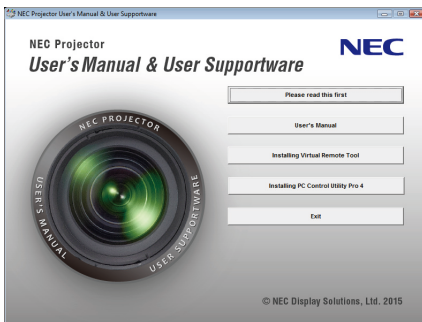 NEC Projector User's Manual & User Supportware
NEC Projector
NEC
User's Manual & User Supportware
Please read this first
User's Manual
Installing Virtual Remote Tool
Installing PC Control Utility Pro 4
Exit
NEC PROJECTOR
USER'S MANUAL
USER SUPPORTWARE
© NEC Display Solutions, Ltd. 2015